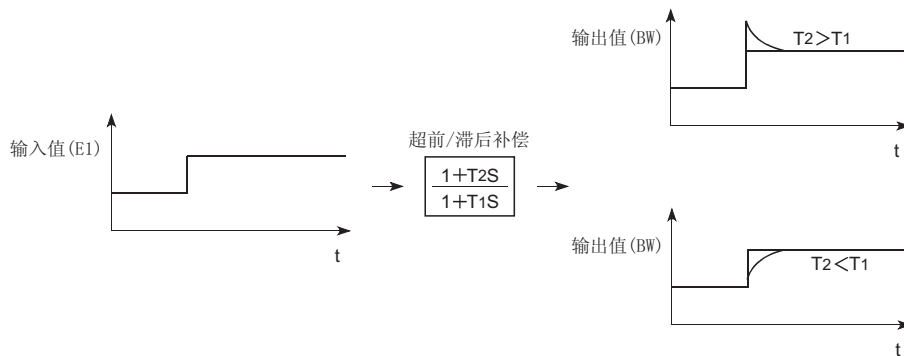 输入值(E1)
t
超前/滞后补偿
1+T2S
1+T1S
输出值(BW)
T2>T1
t
输出值(BW)
T2<T1
t